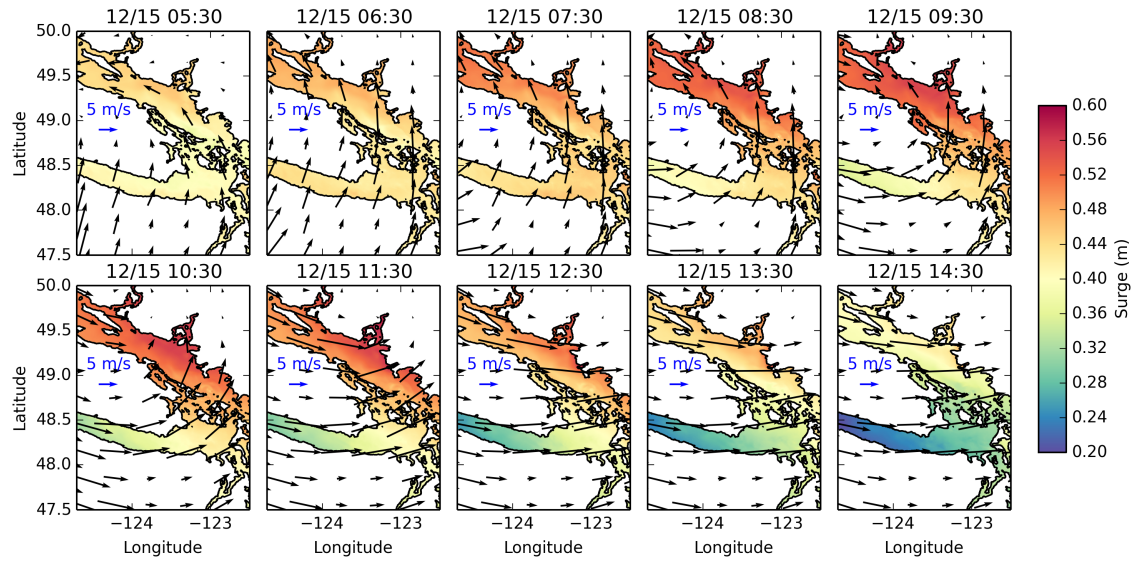 12/15 05:30 12/15 06:30 12/15 07:30 12/15 08:30 12/15 09:30
50.0
49.5
49.0
48.5
48.0
47.5
Latitude
5 m/s 5 m/s 5 m/s 5 m/s 5 m/s
12/15 10:30 12/15 11:30 12/15 12:30 12/15 13:30 12/15 14:30
50.0
49.5
49.0
48.5
48.0
47.5
Latitude
5 m/s 5 m/s 5 m/s 5 m/s 5 m/s
−124 −123 −124 −123 −124 −123 −124 −123 −124 −123
Longitude Longitude Longitude Longitude Longitude
0.60
0.56
0.52
0.48
0.44
0.40
0.36
0.32
0.28
0.24
0.20
Surge (m)